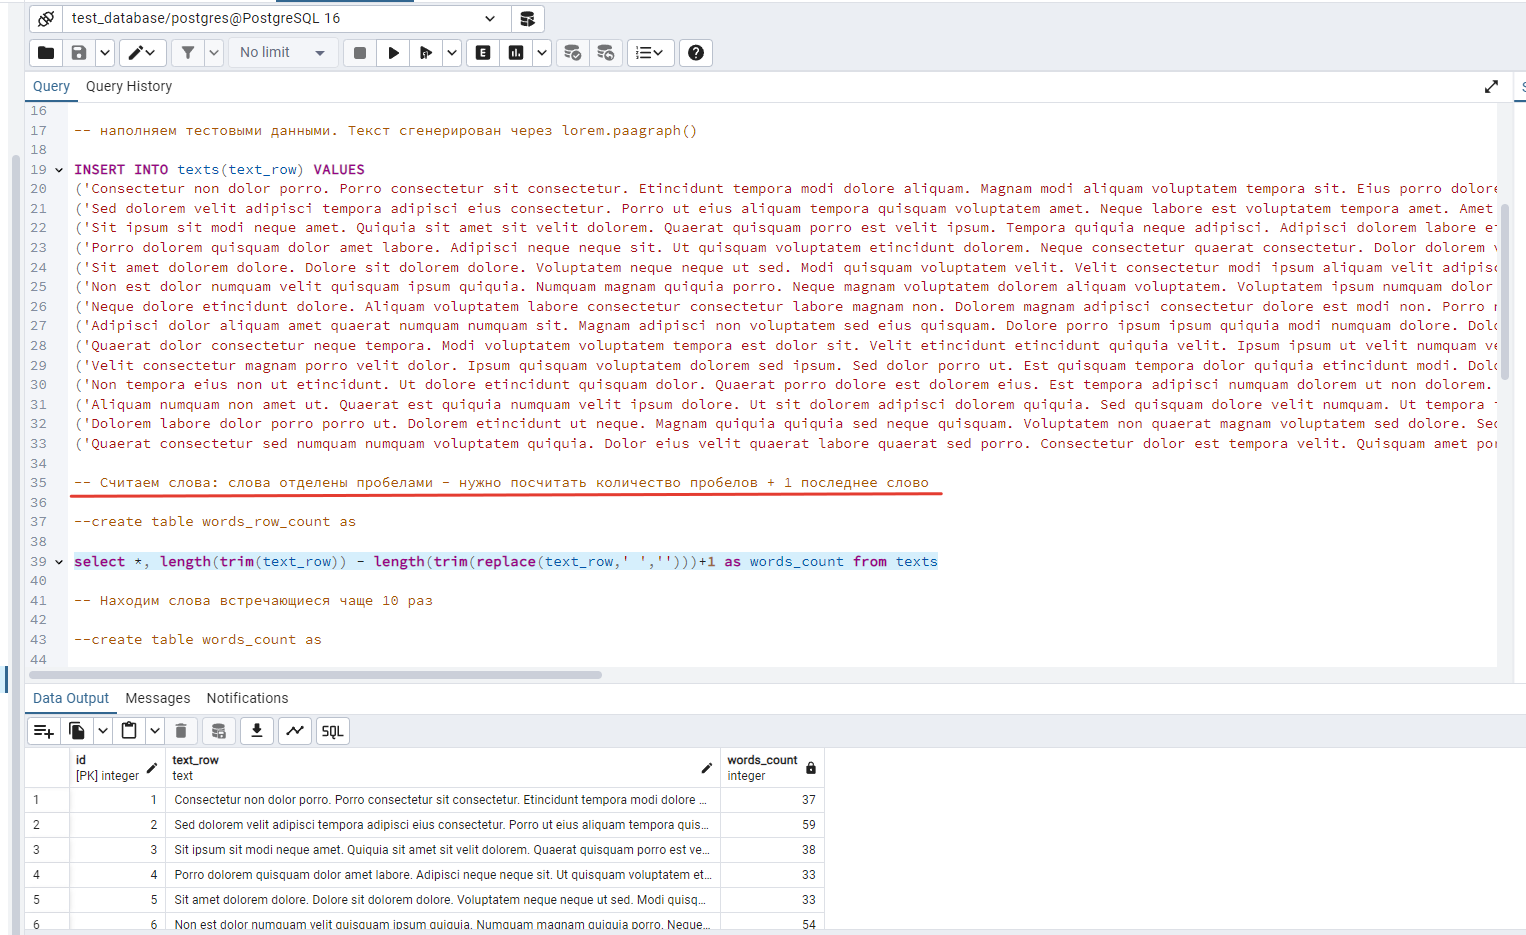 test_database/postgres@PostgreSQL 16
No limit
E
Query Query History
16
17 -- наполняем тестовыми данными. Текст сгенерирован через lorem.paagraph()
18
19 INSERT INTO texts(text_row) VALUES
20 ('Consectetur non dolor porro. Porro consectetur sit consectetur. Etincidunt tempora modi dolore aliquam. Magnam modi aliquam voluptatem tempora sit. Eius porro dolore
21 ('Sed dolorem velit adipisci tempora adipisci eius consectetur. Porro ut eius aliquam tempora quisquam voluptatem amet. Neque labore est voluptatem tempora amet. Amet
22 ('Sit ipsum sit modi neque amet. Quiquia sit amet sit velit dolorem. Quaerat quisquam porro est velit ipsum. Tempora quiquia neque adipisci. Adipisci dolorem labore et
23 ('Porro dolorem quisquam dolor amet labore. Adipisci neque neque sit. Ut quisquam voluptatem etincidunt dolorem. Neque consectetur quaerat consectetur. Dolor dolorem v
24 ('Sit amet dolorem dolore. Dolore sit dolorem dolore. Voluptatem neque neque ut sed. Modi quisquam voluptatem velit. Velit consectetur modi ipsum aliquam velit adipisc
25 ('Non est dolor numquam velit quisquam ipsum quiquia. Numquam magnam quiquia porro. Neque magnam voluptatem dolorem aliquam voluptatem. Voluptatem ipsum numquam dolor
26 ('Neque dolore etincidunt dolore. Aliquam voluptatem labore consectetur consectetur labore magnam non. Dolorem magnam adipisci consectetur dolore est modi non. Porro
27 ('Adipisci dolor aliquam amet quaerat numquam numquam sit. Magnam adipisci non voluptatem sed eius quisquam. Dolore porro ipsum ipsum quiquia modi numquam dolore. Dolo
28 ('Quaerat dolor consectetur neque tempora. Modi voluptatem voluptatem tempora est dolor sit. Velit etincidunt etincidunt quiquia velit. Ipsum ipsum ut velit numquam ve
29 ('Velit consectetur magnam porro velit dolor. Ipsum quisquam voluptatem dolorem sed ipsum. Sed dolor porro ut. Est quisquam tempora dolor quiquia etincidunt modi. Dolo
30 ('Non tempora eius non ut etincidunt. Ut dolore etincidunt quisquam dolor. Quaerat porro dolore est dolorem eius. Est tempora adipisci numquam dolorem ut non dolorem.
31 ('Aliquam numquam non amet ut. Quaerat est quiquia numquam velit ipsum dolore. Ut sit dolorem adipisci dolorem quiquia. Sed quisquam dolore velit numquam. Ut tempora
32 ('Dolorem labore dolor porro porro ut. Dolorem etincidunt ut neque. Magnam quiquia quiquia sed neque quisquam. Voluptatem non quaerat magnam voluptatem sed dolore. Sed
33 ('Quaerat consectetur sed numquam numquam voluptatem quiquia. Dolor eius velit quaerat labore quaerat sed porro. Consectetur dolor est tempora velit. Quisquam amet por
34
35 -- Считаем слова: слова отделены пробелами - нужно посчитать количество пробелов + 1 последнее слово
36
37 --create table words_row_count as
38
39 select *, length(trim(text_row)) - length(trim(replace(text_row,' ','')))+1 as words_count from texts
40
41 -- Находим слова встречающиеся чаще 10 раз
42
43 --create table words_count as
44
Data Output Messages Notifications
SQL
id text_row words_count
[PK] integer text integer
1 1 Consectetur non dolor porro. Porro consectetur sit consectetur. Etincidunt tempora modi dolore ... 37
2 2 Sed dolorem velit adipisci tempora adipisci eius consectetur. Porro ut eius aliquam tempora quis... 59
3 3 Sit ipsum sit modi neque amet. Quiquia sit amet sit velit dolorem. Quaerat quisquam porro est ve... 38
4 4 Porro dolorem quisquam dolor amet labore. Adipisci neque neque sit. Ut quisquam voluptatem et... 33
5 5 Sit amet dolorem dolore. Dolore sit dolorem dolore. Voluptatem neque neque ut sed. Modi quisq... 33
6 6 Non est dolor numquam velit quisquam ipsum quiquia. Numquam magnam quiquia porro. Neque... 54